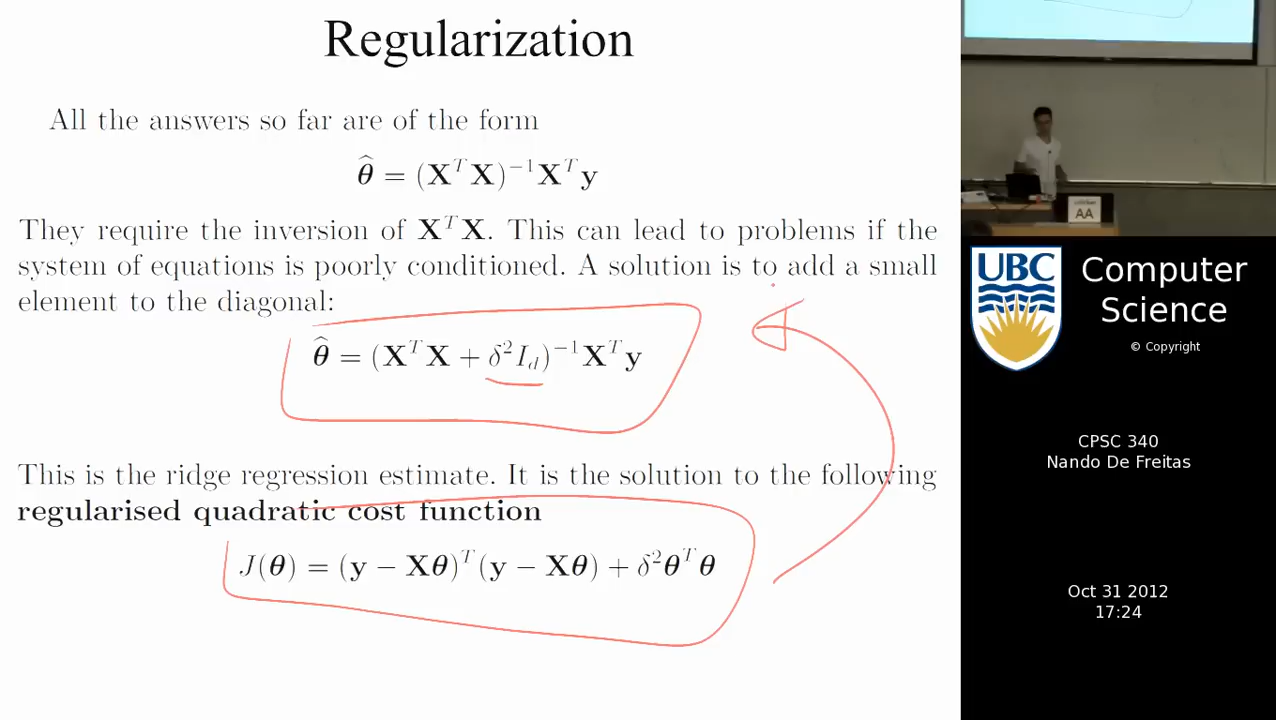 Regularization
All the answers so far are of the form
θ̂ = (XᵀX)⁻¹Xᵀy
They require the inversion of XᵀX. This can lead to problems if the
system of equations is poorly conditioned. A solution is to add a small
element to the diagonal:
θ̂ = (XᵀX + δ²I_d)⁻¹Xᵀy
This is the ridge regression estimate. It is the solution to the following
regularised quadratic cost function
J(θ) = (y − Xθ)ᵀ(y − Xθ) + δ²θᵀθ
AA
UBC
Computer
Science
© Copyright
CPSC 340
Nando De Freitas
Oct 31 2012
17:24